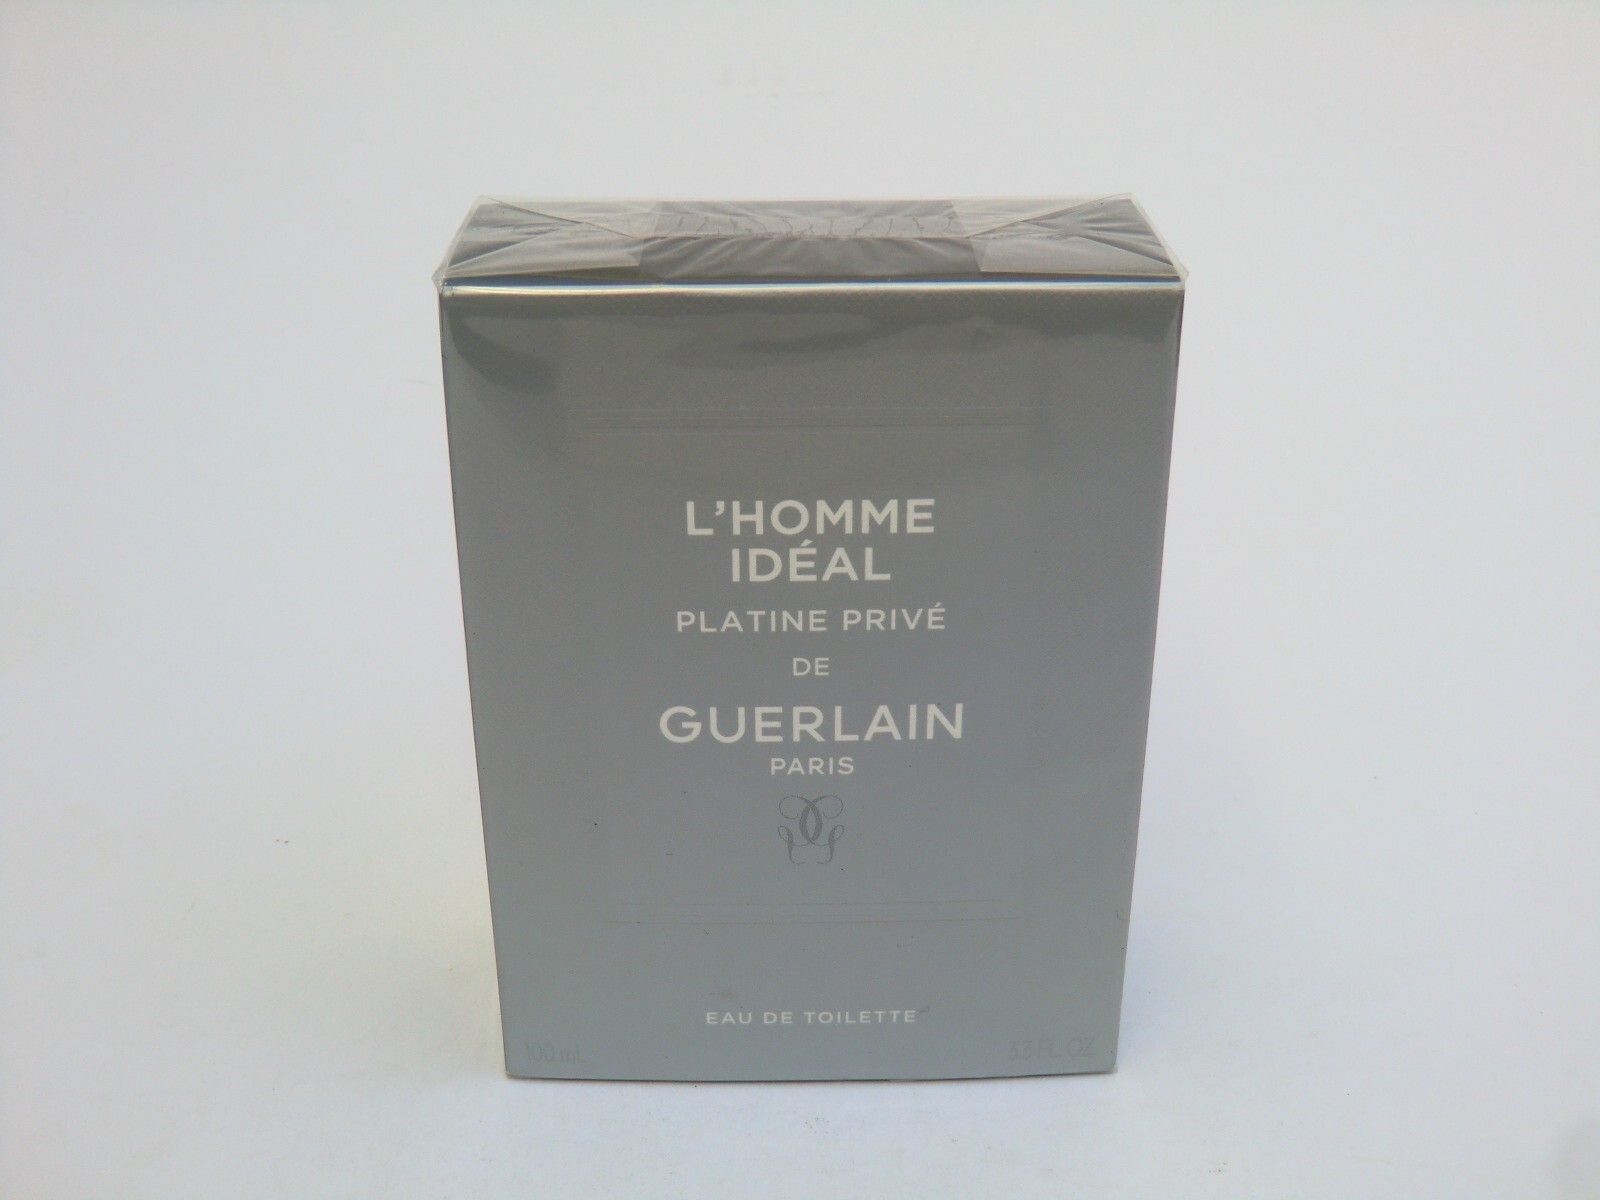 L'HOMME
IDÉAL
PLATINE PRIVÉ
DE
GUERLAIN
PARIS
EAU DE TOILETTE
100 mL
3.3 FL. OZ.